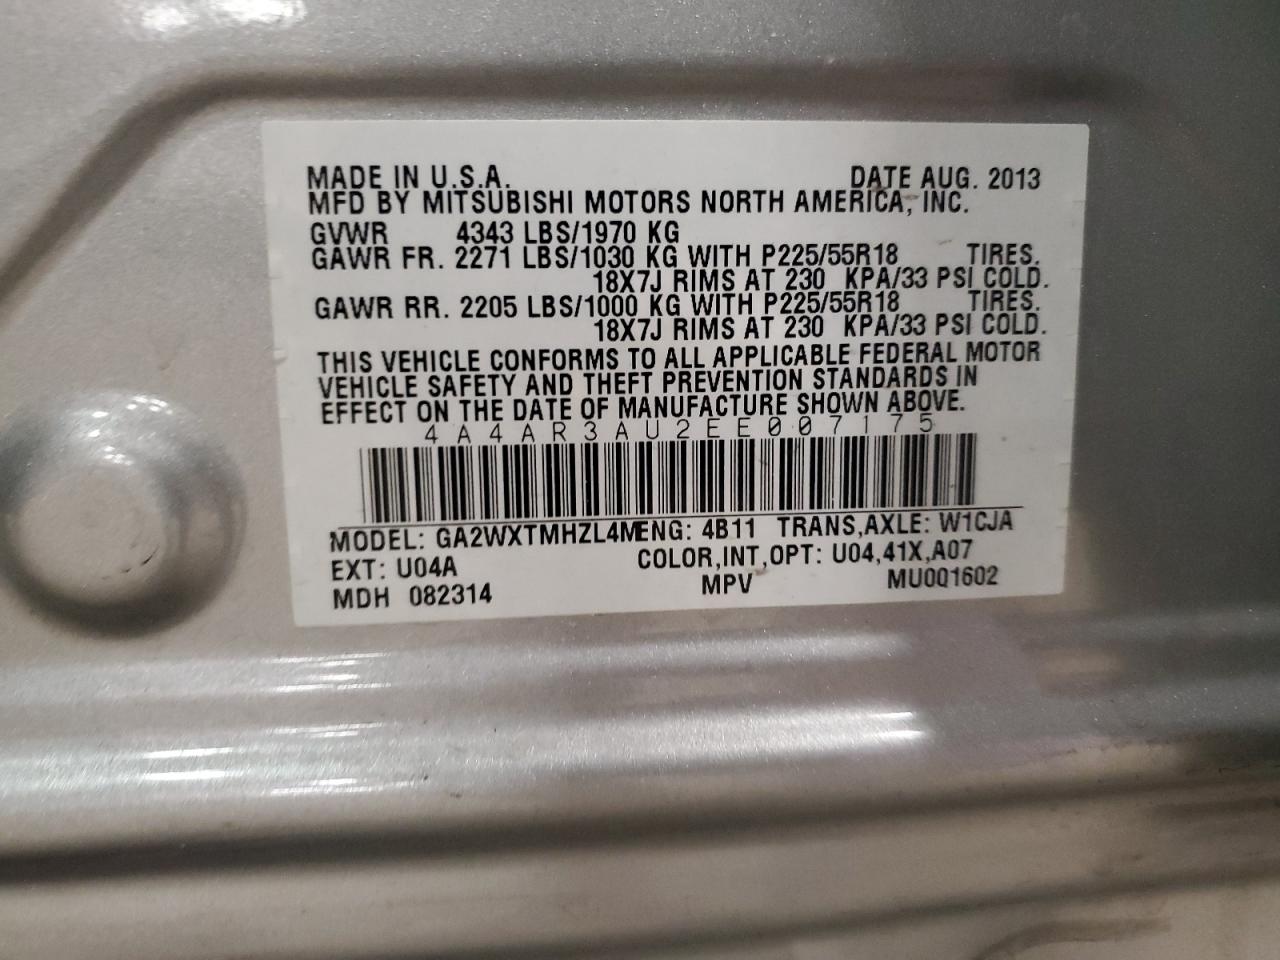 MADE IN U.S.A. DATE AUG. 2013
MFD BY MITSUBISHI MOTORS NORTH AMERICA, INC.
GVWR 4343 LBS/1970 KG
GAWR FR. 2271 LBS/1030 KG WITH P225/55R18 TIRES.
18X7J RIMS AT 230 KPA/33 PSI COLD.
GAWR RR. 2205 LBS/1000 KG WITH P225/55R18 TIRES.
18X7J RIMS AT 230 KPA/33 PSI COLD.
THIS VEHICLE CONFORMS TO ALL APPLICABLE FEDERAL MOTOR
VEHICLE SAFETY AND THEFT PREVENTION STANDARDS IN
EFFECT ON THE DATE OF MANUFACTURE SHOWN ABOVE.
4A4AR3AU2EE007175
MODEL: GA2WXTMHZL4MENG: 4B11 TRANS,AXLE: W1CJA
EXT: U04A COLOR,INT,OPT: U04,41X,A07
MDH 082314 MPV MU001602